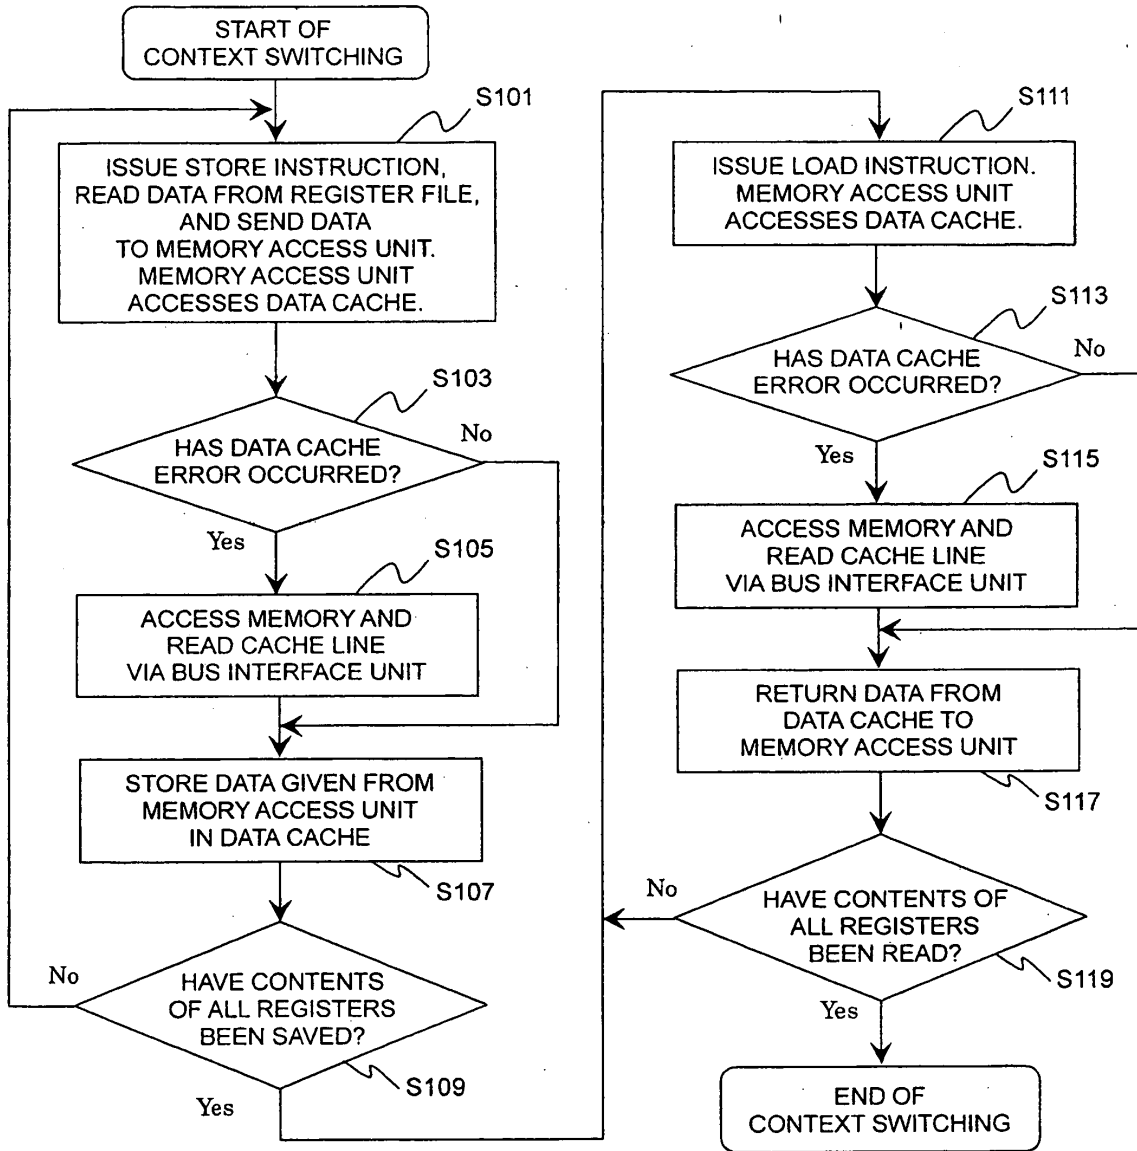 START OF
CONTEXT SWITCHING
S101
ISSUE STORE INSTRUCTION,
READ DATA FROM REGISTER FILE,
AND SEND DATA
TO MEMORY ACCESS UNIT.
MEMORY ACCESS UNIT
ACCESSES DATA CACHE.
S103
HAS DATA CACHE
ERROR OCCURRED?
No
Yes
S105
ACCESS MEMORY AND
READ CACHE LINE
VIA BUS INTERFACE UNIT
STORE DATA GIVEN FROM
MEMORY ACCESS UNIT
IN DATA CACHE
S107
No
HAVE CONTENTS
OF ALL REGISTERS
BEEN SAVED?
S109
Yes
S111
ISSUE LOAD INSTRUCTION.
MEMORY ACCESS UNIT
ACCESSES DATA CACHE.
S113
HAS DATA CACHE
ERROR OCCURRED?
No
Yes
S115
ACCESS MEMORY AND
READ CACHE LINE
VIA BUS INTERFACE UNIT
RETURN DATA FROM
DATA CACHE TO
MEMORY ACCESS UNIT
S117
No
HAVE CONTENTS OF
ALL REGISTERS
BEEN READ?
S119
Yes
END OF
CONTEXT SWITCHING